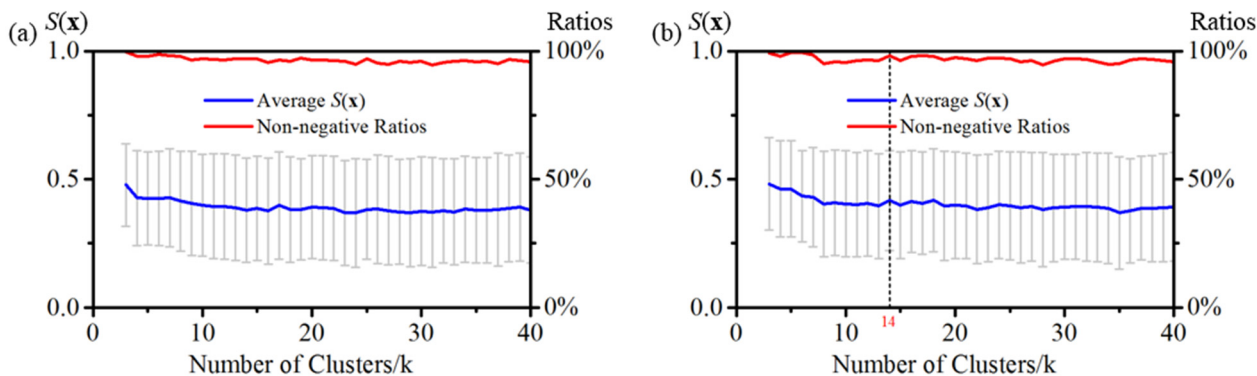 (a) S(x) Ratios
1.0 100%
Average S(x)
Non-negative Ratios
0.5 50%
0.0 0%
0 10 20 30 40
Number of Clusters/k
(b) S(x) Ratios
1.0 100%
Average S(x)
Non-negative Ratios
0.5 50%
0.0 0%
0 10 14 20 30 40
Number of Clusters/k